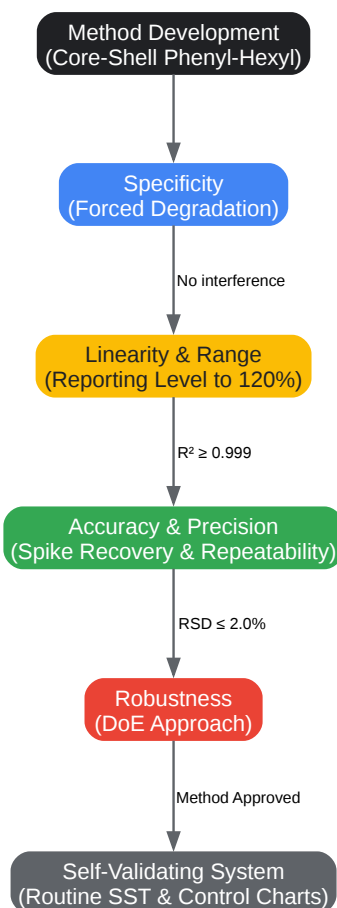 Method Development
(Core-Shell Phenyl-Hexyl)
Specificity
(Forced Degradation)
No interference
Linearity & Range
(Reporting Level to 120%)
R² ≥ 0.999
Accuracy & Precision
(Spike Recovery & Repeatability)
RSD ≤ 2.0%
Robustness
(DoE Approach)
Method Approved
Self-Validating System
(Routine SST & Control Charts)